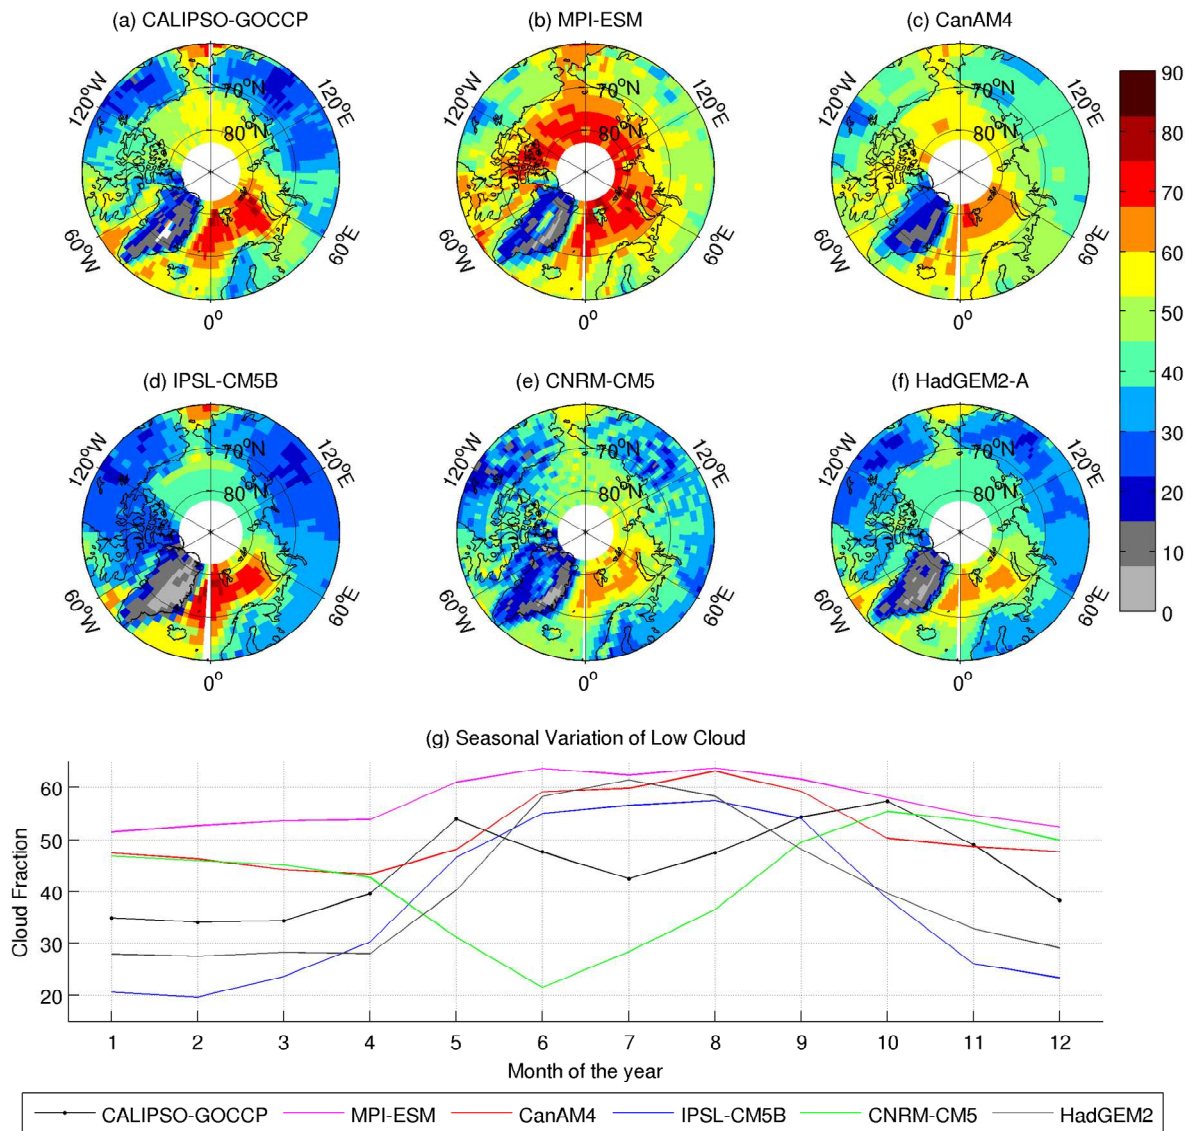 (a) CALIPSO-GOCCP
(b) MPI-ESM
(c) CanAM4
120°W
70°N
120°E
80°N
60°W
60°E
0°
120°W
70°N
120°E
80°N
60°W
60°E
0°
120°W
70°N
120°E
80°N
60°W
60°E
0°
90
80
70
60
50
40
30
20
10
0
(d) IPSL-CM5B
(e) CNRM-CM5
(f) HadGEM2-A
120°W
70°N
120°E
80°N
60°W
60°E
0°
120°W
70°N
120°E
80°N
60°W
60°E
0°
120°W
70°N
120°E
80°N
60°W
60°E
0°
(g) Seasonal Variation of Low Cloud
Cloud Fraction
60
50
40
30
20
1 2 3 4 5 6 7 8 9 10 11 12
Month of the year
CALIPSO-GOCCP MPI-ESM CanAM4 IPSL-CM5B CNRM-CM5 HadGEM2